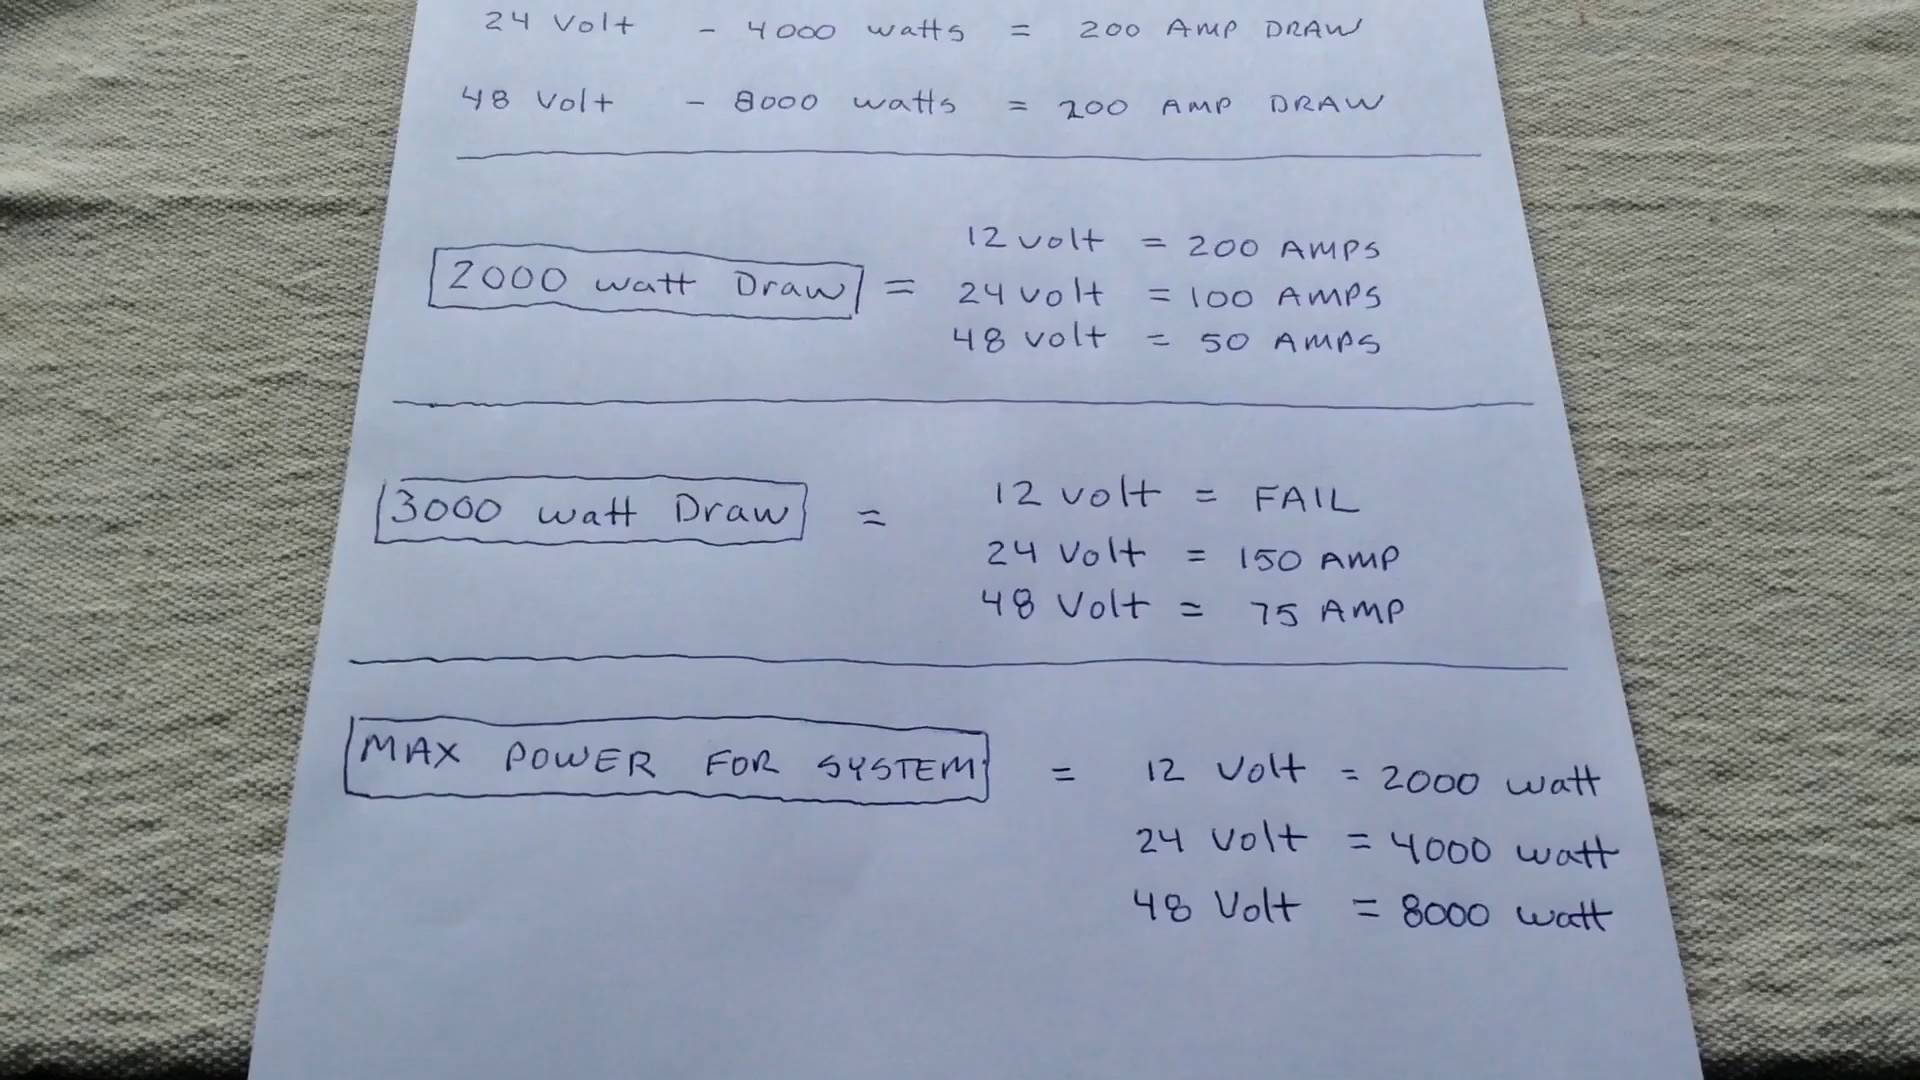 24 Volt - 4000 watts = 200 AMP DRAW
48 Volt - 8000 watts = 200 AMP DRAW
12 volt = 200 AMPS
2000 watt Draw = 24 volt = 100 AMPS
48 volt = 50 AMPS
12 volt = FAIL
3000 watt Draw = 24 Volt = 150 AMP
48 Volt = 75 AMP
MAX POWER FOR SYSTEM = 12 Volt = 2000 watt
24 Volt = 4000 watt
48 Volt = 8000 watt